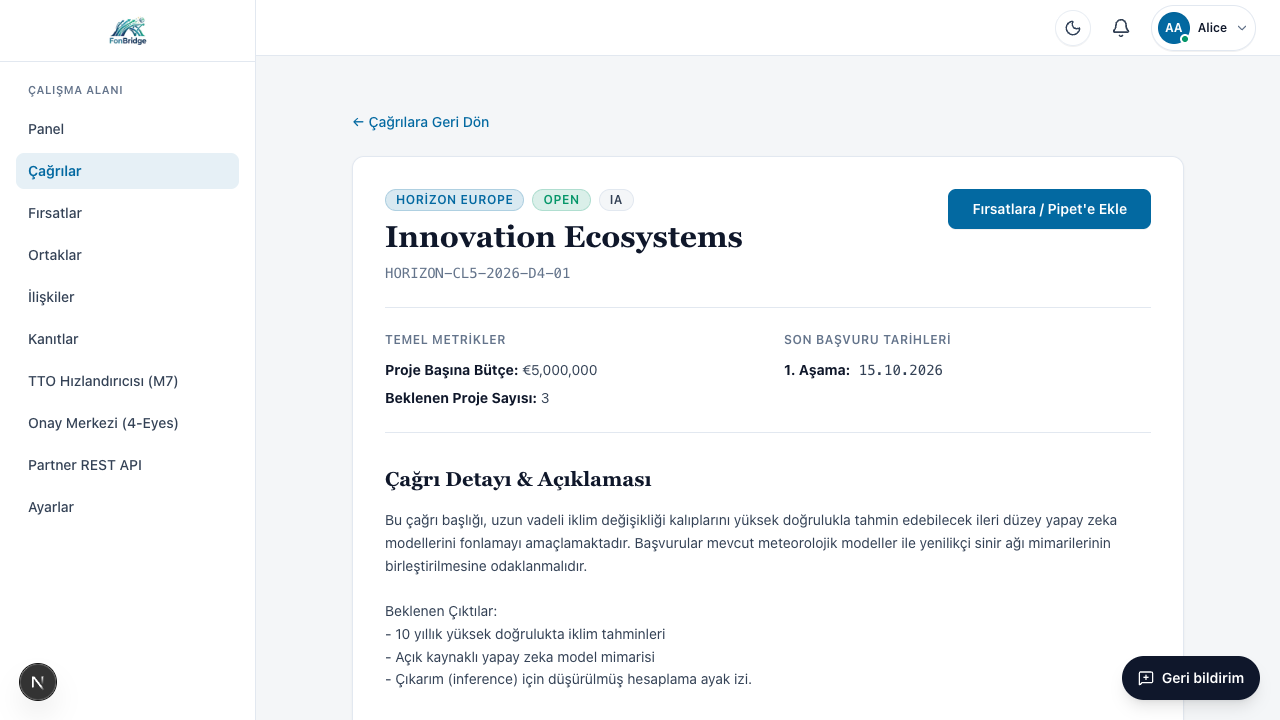 FonBridge
AA
Alice
ÇALIŞMA ALANI
Panel
Çağrılar
Fırsatlar
Ortaklar
İlişkiler
Kanıtlar
TTO Hızlandırıcısı (M7)
Onay Merkezi (4-Eyes)
Partner REST API
Ayarlar
N
← Çağrılara Geri Dön
HORİZON EUROPE
OPEN
IA
Fırsatlara / Pipet'e Ekle
Innovation Ecosystems
HORIZON-CL5-2026-D4-01
TEMEL METRİKLER
Proje Başına Bütçe: €5,000,000
Beklenen Proje Sayısı: 3
SON BAŞVURU TARİHLERİ
1. Aşama: 15.10.2026
Çağrı Detayı & Açıklaması
Bu çağrı başlığı, uzun vadeli iklim değişikliği kalıplarını yüksek doğrulukla tahmin edebilecek ileri düzey yapay zeka
modellerini fonlamayı amaçlamaktadır. Başvurular mevcut meteorolojik modeller ile yenilikçi sinir ağı mimarilerinin
birleştirilmesine odaklanmalıdır.
Beklenen Çıktılar:
- 10 yıllık yüksek doğrulukta iklim tahminleri
- Açık kaynaklı yapay zeka model mimarisi
- Çıkarım (inference) için düşürülmüş hesaplama ayak izi.
Geri bildirim